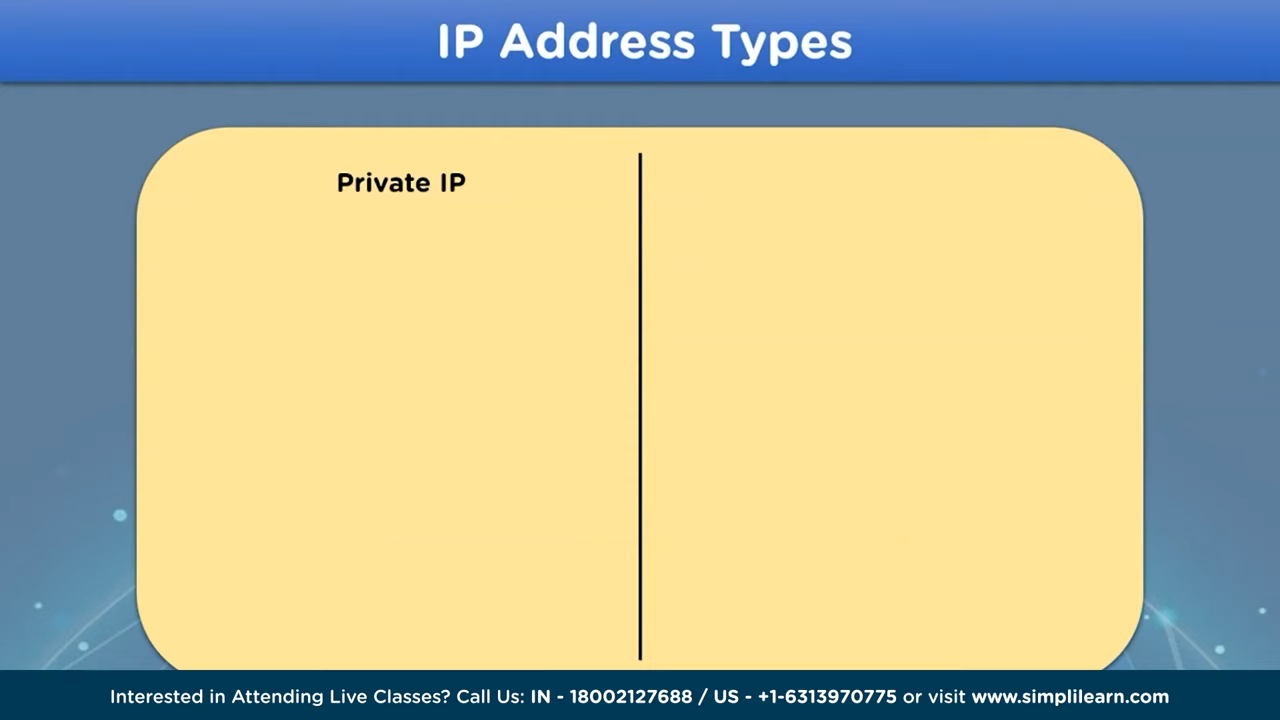 IP Address Types
Private IP
Interested in Attending Live Classes? Call Us: IN - 18002127688 / US - +1-6313970775 or visit www.simplilearn.com